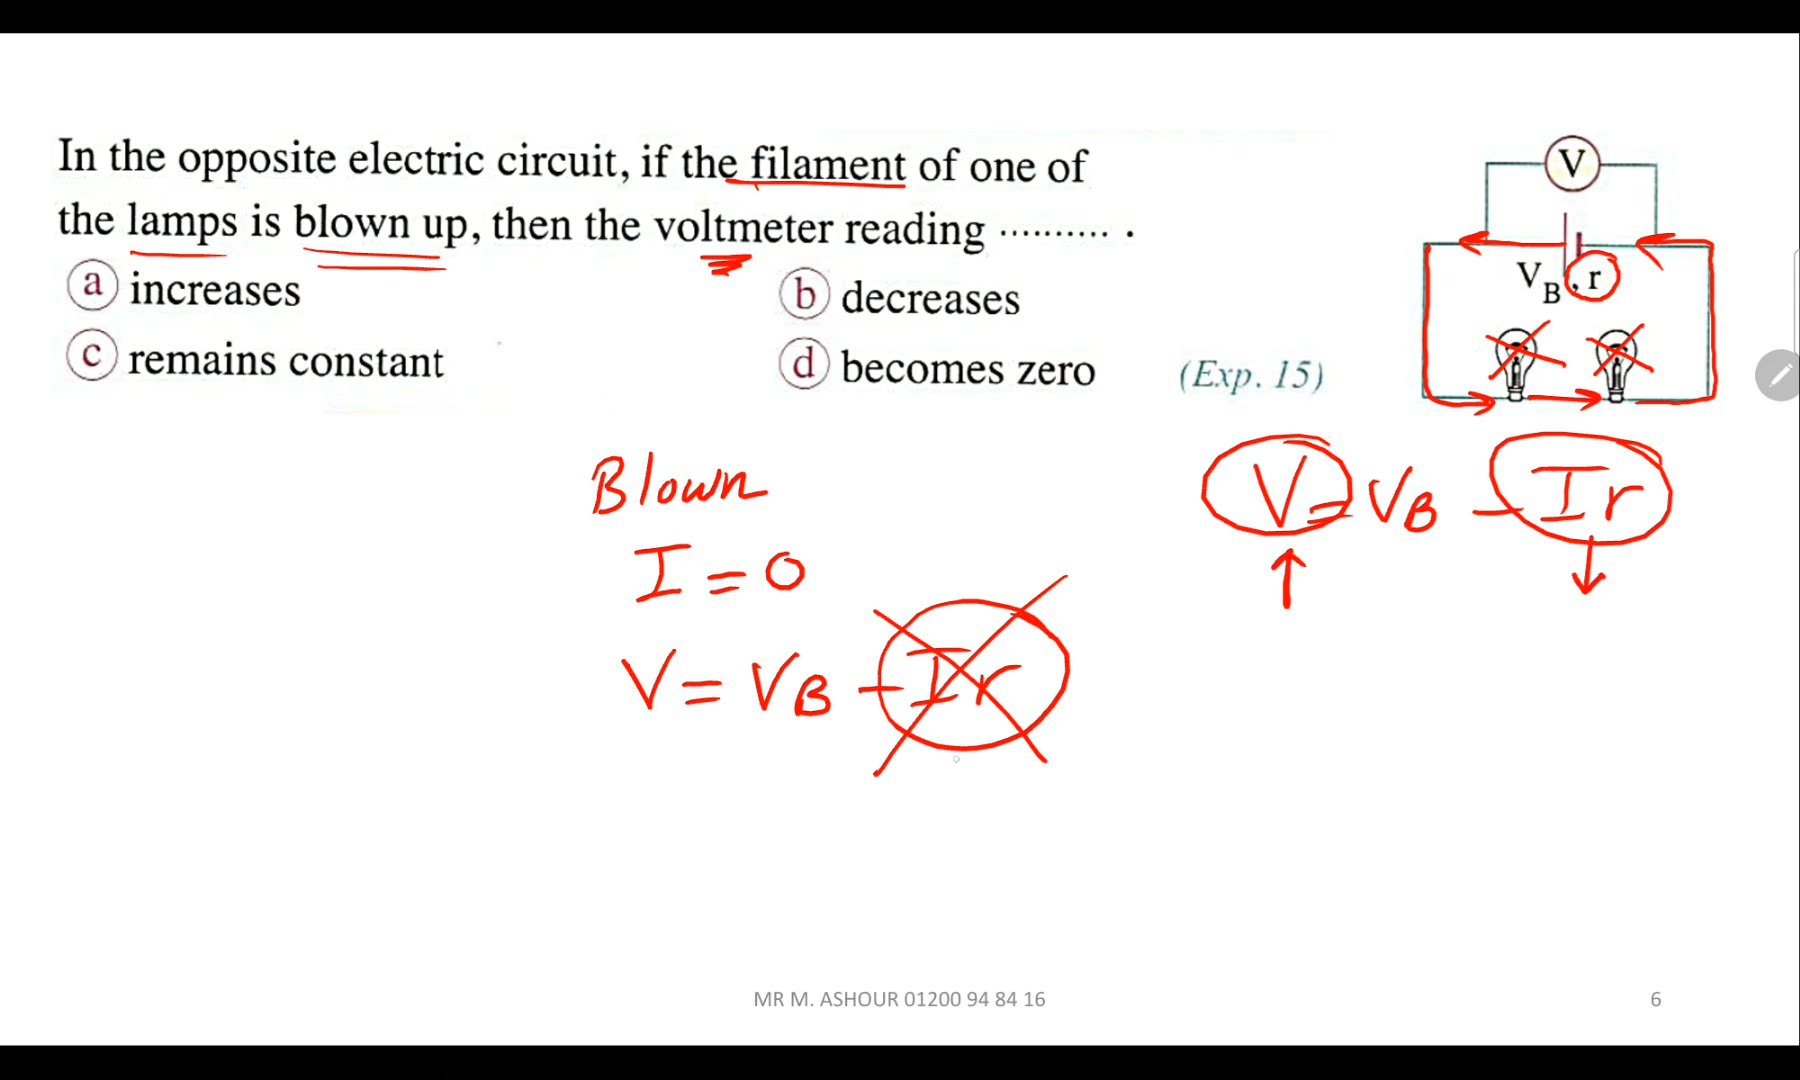 In the opposite electric circuit, if the filament of one of
the lamps is blown up, then the voltmeter reading .......... .
a increases
b decreases
c remains constant
d becomes zero
(Exp. 15)
V
V_B, r
Blown
I = 0
V = V_B - Ir
V = V_B - Ir
MR M. ASHOUR 01200 94 84 16
6